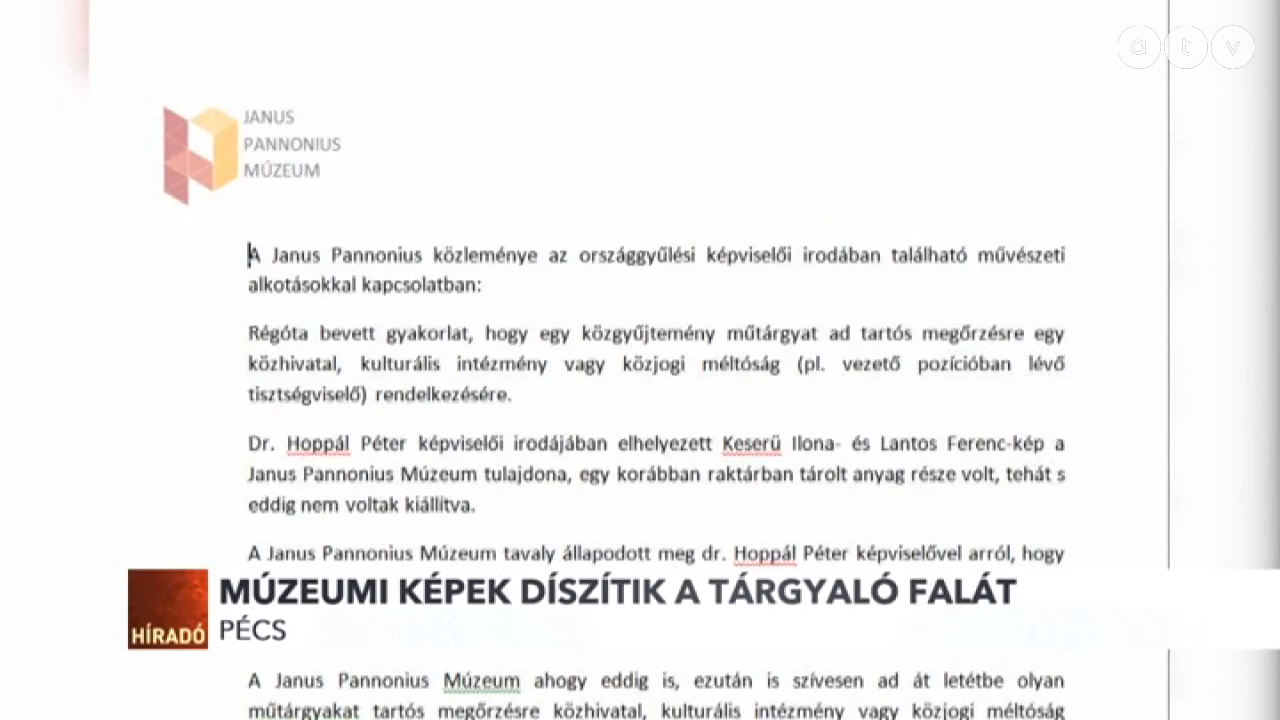 atv
JANUS
PANNONIUS
MÚZEUM
A Janus Pannonius közleménye az országgyűlési képviselői irodában található művészeti
alkotásokkal kapcsolatban:
Régóta bevett gyakorlat, hogy egy közgyűjtemény műtárgyat ad tartós megőrzésre egy
közhivatal, kulturális intézmény vagy közjogi méltóság (pl. vezető pozícióban lévő
tisztségviselő) rendelkezésére.
Dr. Hoppál Péter képviselői irodájában elhelyezett Keserü Ilona- és Lantos Ferenc-kép a
Janus Pannonius Múzeum tulajdona, egy korábban raktárban tárolt anyag része volt, tehát s
eddig nem voltak kiállítva.
A Janus Pannonius Múzeum tavaly állapodott meg dr. Hoppál Péter képviselővel arról, hogy
MÚZEUMI KÉPEK DÍSZÍTIK A TÁRGYALÓ FALÁT
HÍRADÓ
PÉCS
A Janus Pannonius Múzeum ahogy eddig is, ezután is szívesen ad át letétbe olyan
műtárgyakat tartós megőrzésre közhivatal, kulturális intézmény vagy közjogi méltóság